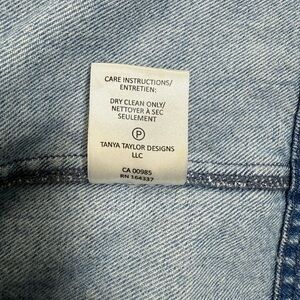 CARE INSTRUCTIONS/
ENTRETIEN:
DRY CLEAN ONLY/
NETTOYER À SEC
SEULEMENT
P
TANYA TAYLOR DESIGNS
LLC
CA 00985
RN 164337